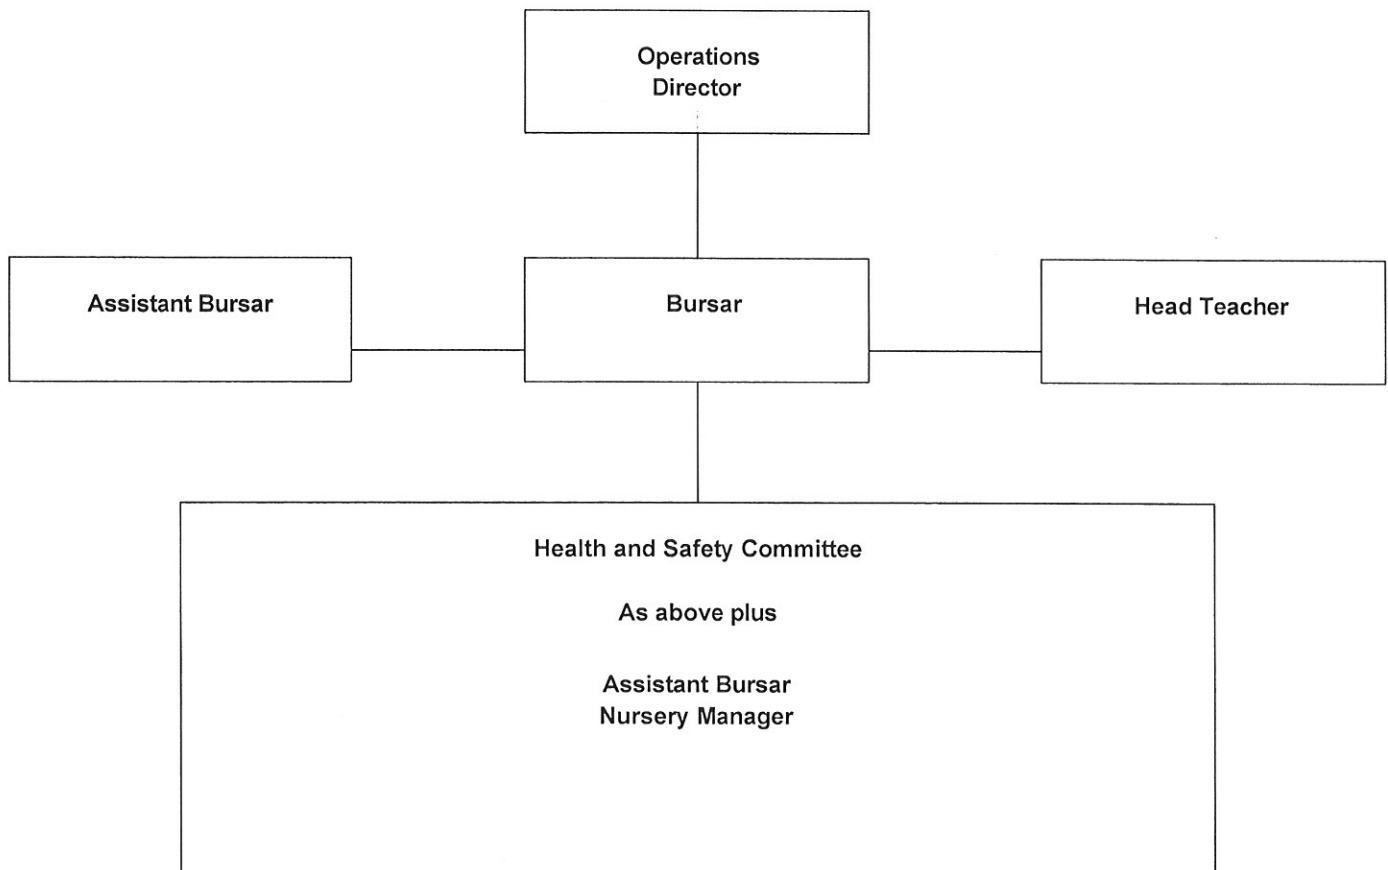 Operations
Director
Assistant Bursar
Bursar
Head Teacher
Health and Safety Committee
As above plus
Assistant Bursar
Nursery Manager